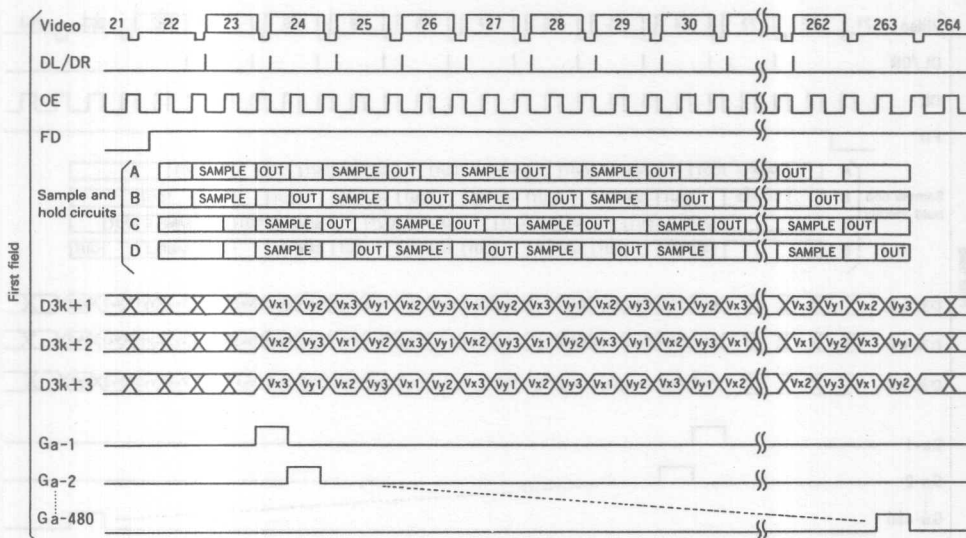 Video 21 22 23 24 25 26 27 28 29 30 262 263 264
DL/DR
OE
FD
First field
Sample and
hold circuits
A SAMPLE OUT SAMPLE OUT SAMPLE OUT SAMPLE OUT OUT
B SAMPLE OUT SAMPLE OUT SAMPLE OUT SAMPLE OUT OUT
C SAMPLE OUT SAMPLE OUT SAMPLE OUT SAMPLE OUT SAMPLE OUT
D SAMPLE OUT SAMPLE OUT SAMPLE OUT SAMPLE OUT SAMPLE OUT
D3k+1 Vx1 Vy2 Vx3 Vy1 Vx2 Vy3 Vx1 Vy2 Vx3 Vy1 Vx2 Vy3 Vx1 Vy2 Vx3 Vx3 Vy1 Vx2 Vy3
D3k+2 Vx2 Vy3 Vx1 Vy2 Vx3 Vy1 Vx2 Vy3 Vx1 Vy2 Vx3 Vy1 Vx2 Vy3 Vx1 Vx1 Vy2 Vx3 Vy1
D3k+3 Vx3 Vy1 Vx2 Vy3 Vx1 Vy2 Vx3 Vy1 Vx2 Vy3 Vx1 Vy2 Vx3 Vy1 Vx2 Vx2 Vy3 Vx1 Vy2
Ga-1
Ga-2
Ga-480